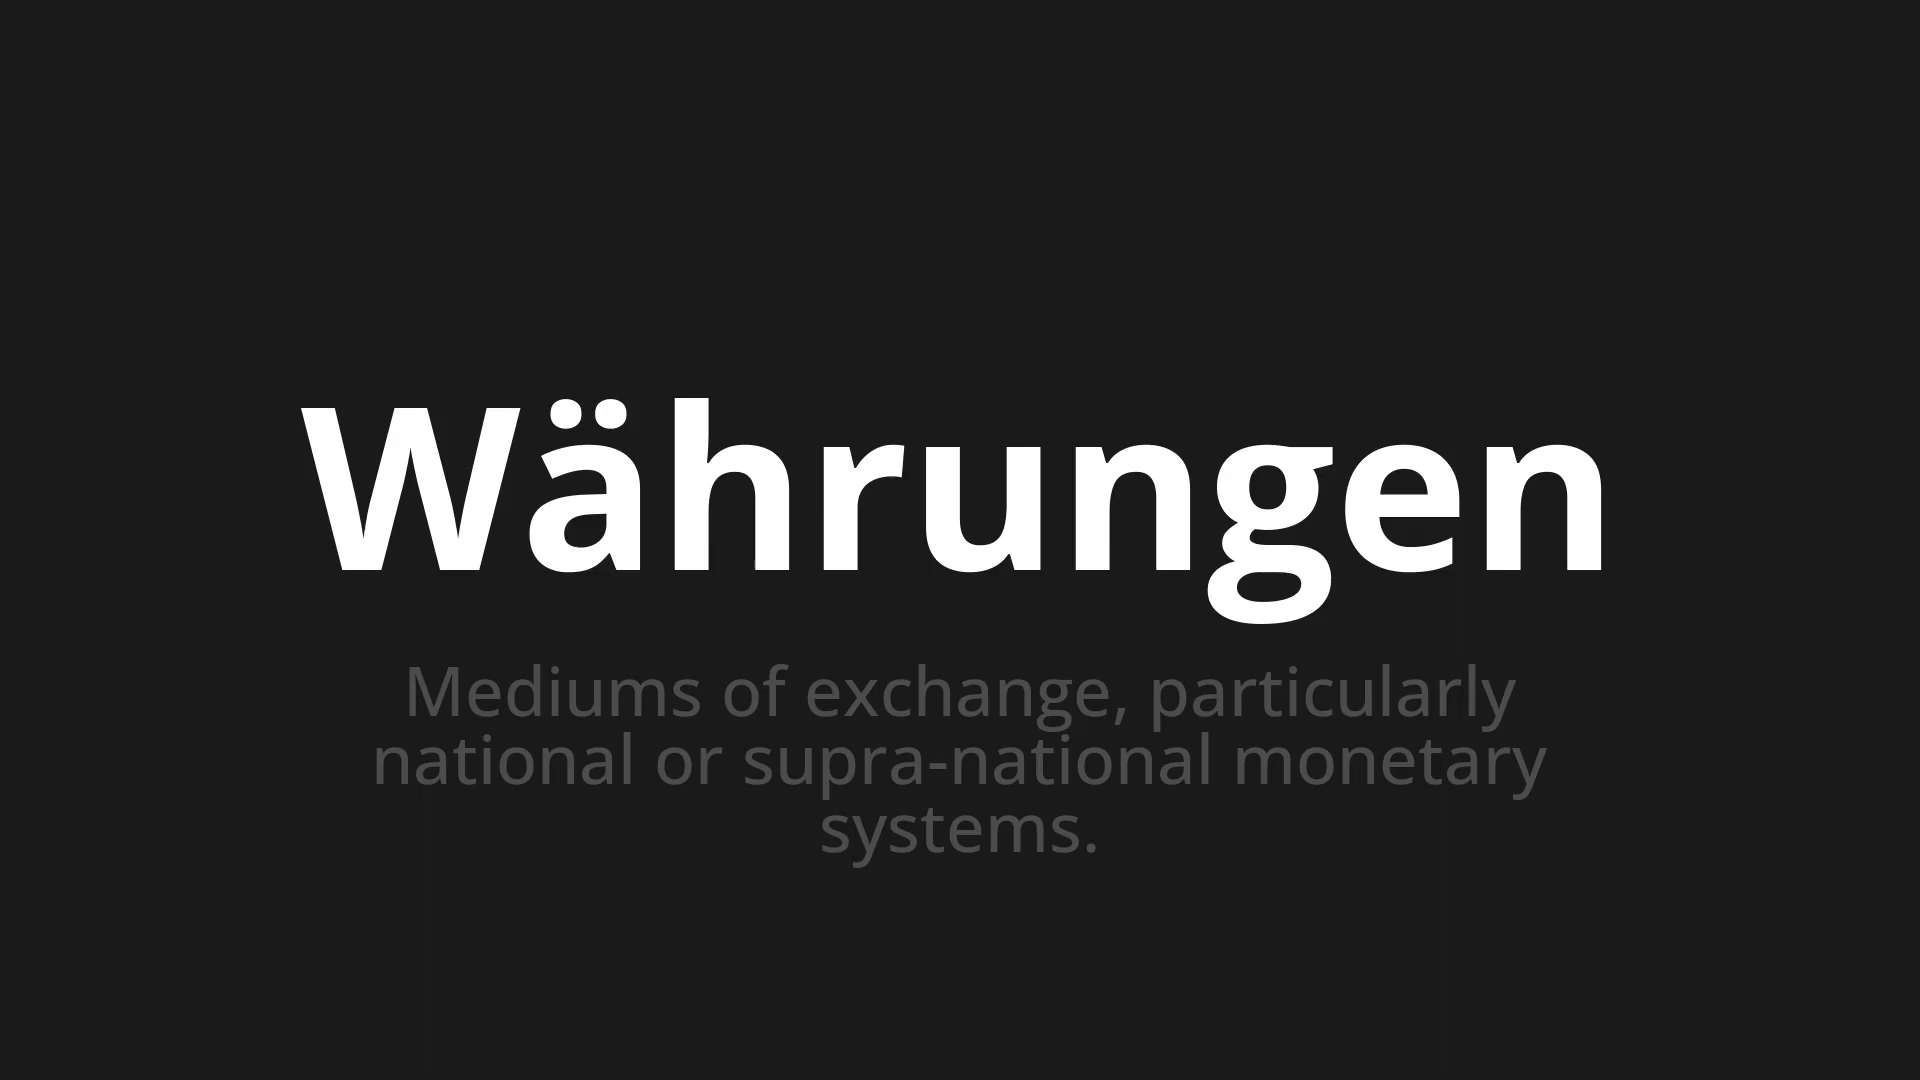 Währungen
Mediums of exchange, particularly
national or supra-national monetary
systems.